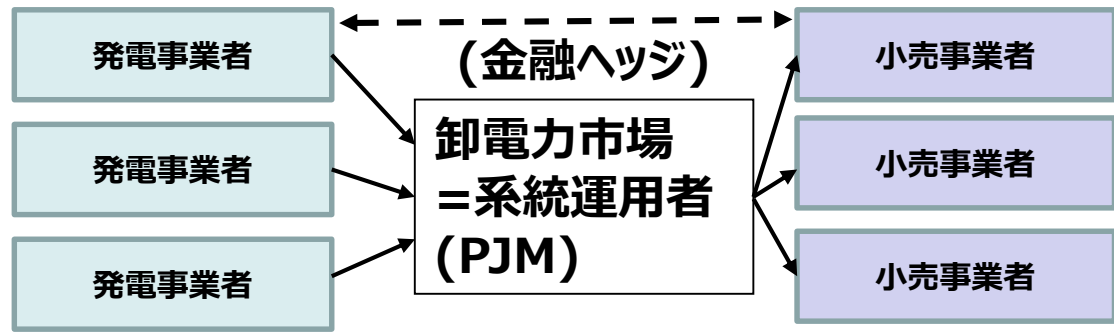 発電事業者
発電事業者
発電事業者
(金融ヘッジ)
卸電力市場
=系統運用者
(PJM)
小売事業者
小売事業者
小売事業者